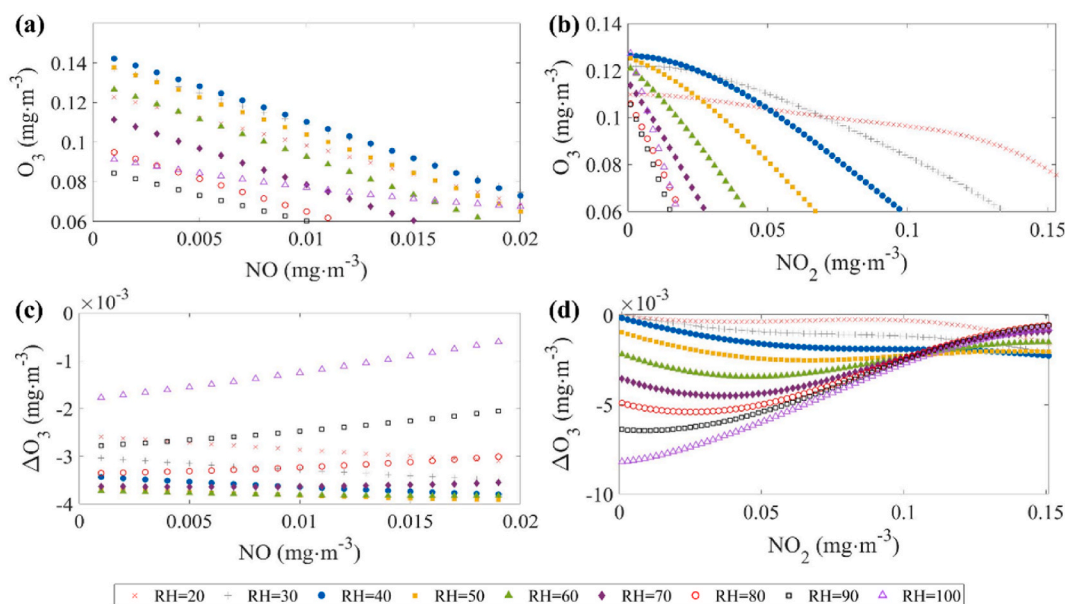 (a)
O₃ (mg·m⁻³)
0.14
0.12
0.1
0.08
0.06
0
0.005
0.01
0.015
0.02
NO (mg·m⁻³)
(b)
O₃ (mg·m⁻³)
0.14
0.12
0.1
0.08
0.06
0
0.05
0.1
0.15
NO₂ (mg·m⁻³)
(c)
×10⁻³
ΔO₃ (mg·m⁻³)
0
-1
-2
-3
-4
0
0.005
0.01
0.015
0.02
NO (mg·m⁻³)
(d)
×10⁻³
ΔO₃ (mg·m⁻³)
0
-5
-10
0
0.05
0.1
0.15
NO₂ (mg·m⁻³)
RH=20 RH=30 RH=40 RH=50 RH=60 RH=70 RH=80 RH=90 RH=100